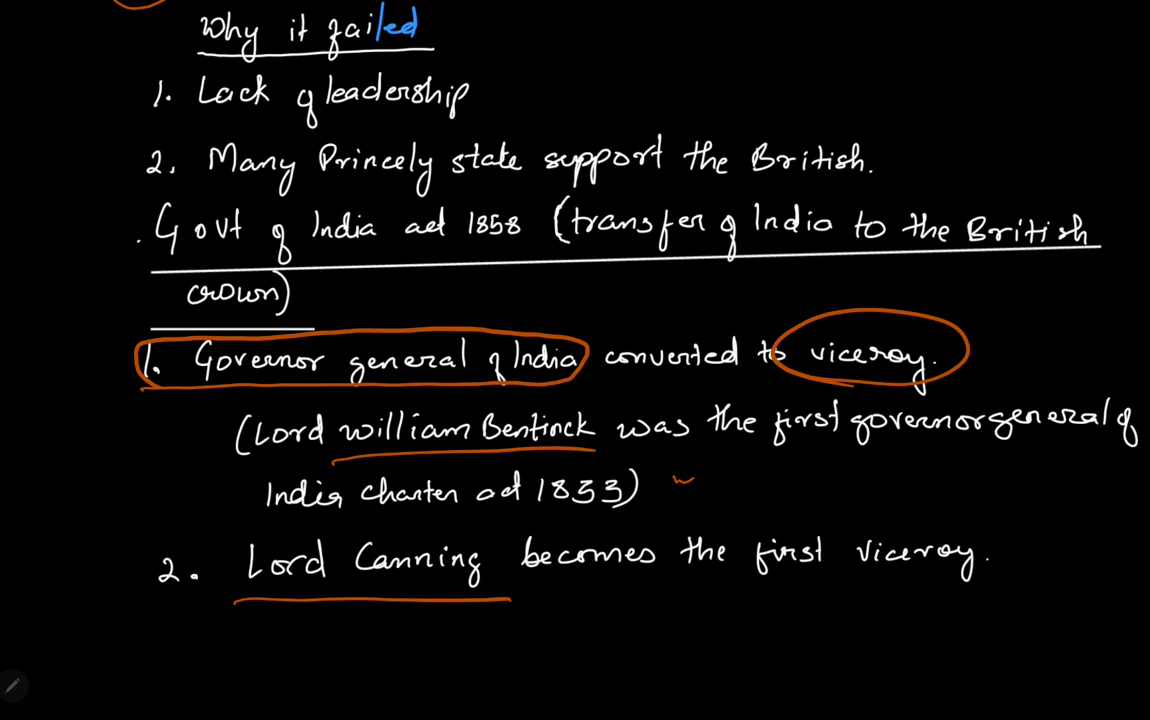 Why it failed
1. Lack of leadership
2. Many Princely state support the British.
. Govt of India act 1858 (transfer of India to the British
crown)
1. Governor general of India converted to viceroy.
(Lord william Bentinck was the first governor general of
India charter act 1833)
2. Lord Canning becomes the first viceroy.